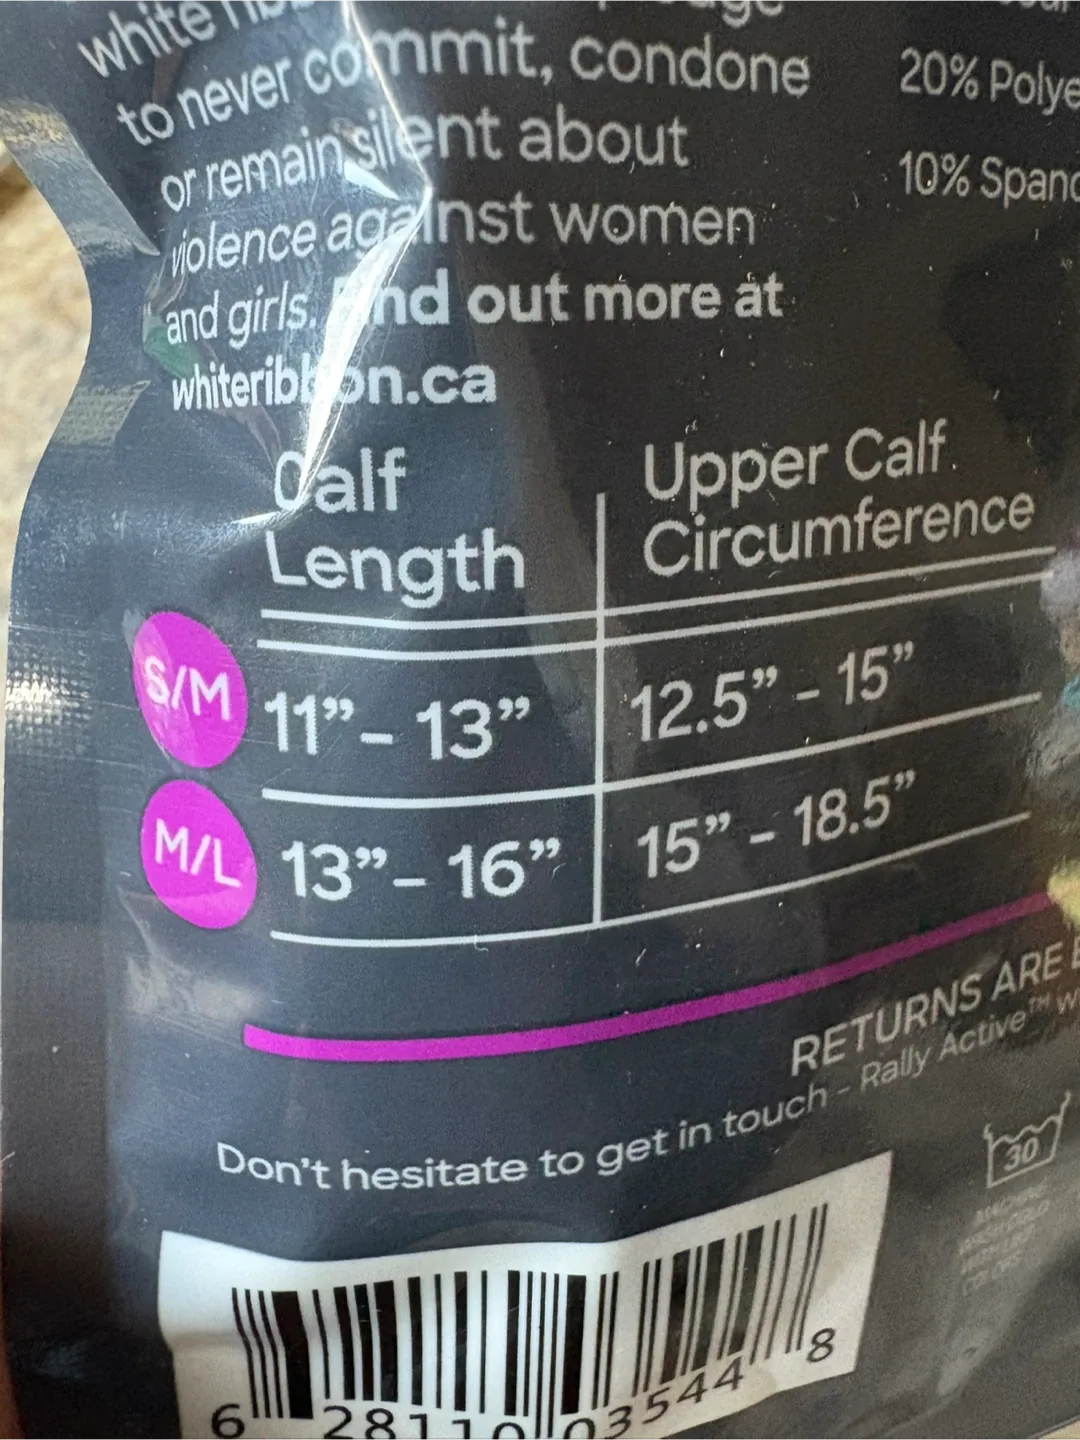 white
to never commit, condone
or remain silent about
violence against women
and girls. Find out more at
whiteribbon.ca
20% Polye
10% Spand
Calf Length
Upper Calf Circumference
S/M 11” – 13” 12.5” – 15”
M/L 13” – 16” 15” – 18.5”
RETURNS ARE
Don't hesitate to get in touch – Rally Active™
30
6 28110 03544 8